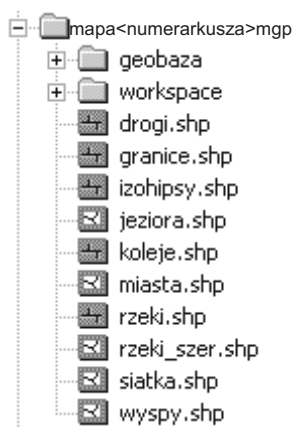 mapa<numerarkusza>mgp
geobaza
workspace
drogi.shp
granice.shp
izohipsy.shp
jeziora.shp
koleje.shp
miasta.shp
rzeki.shp
rzeki_szer.shp
siatka.shp
wyspy.shp